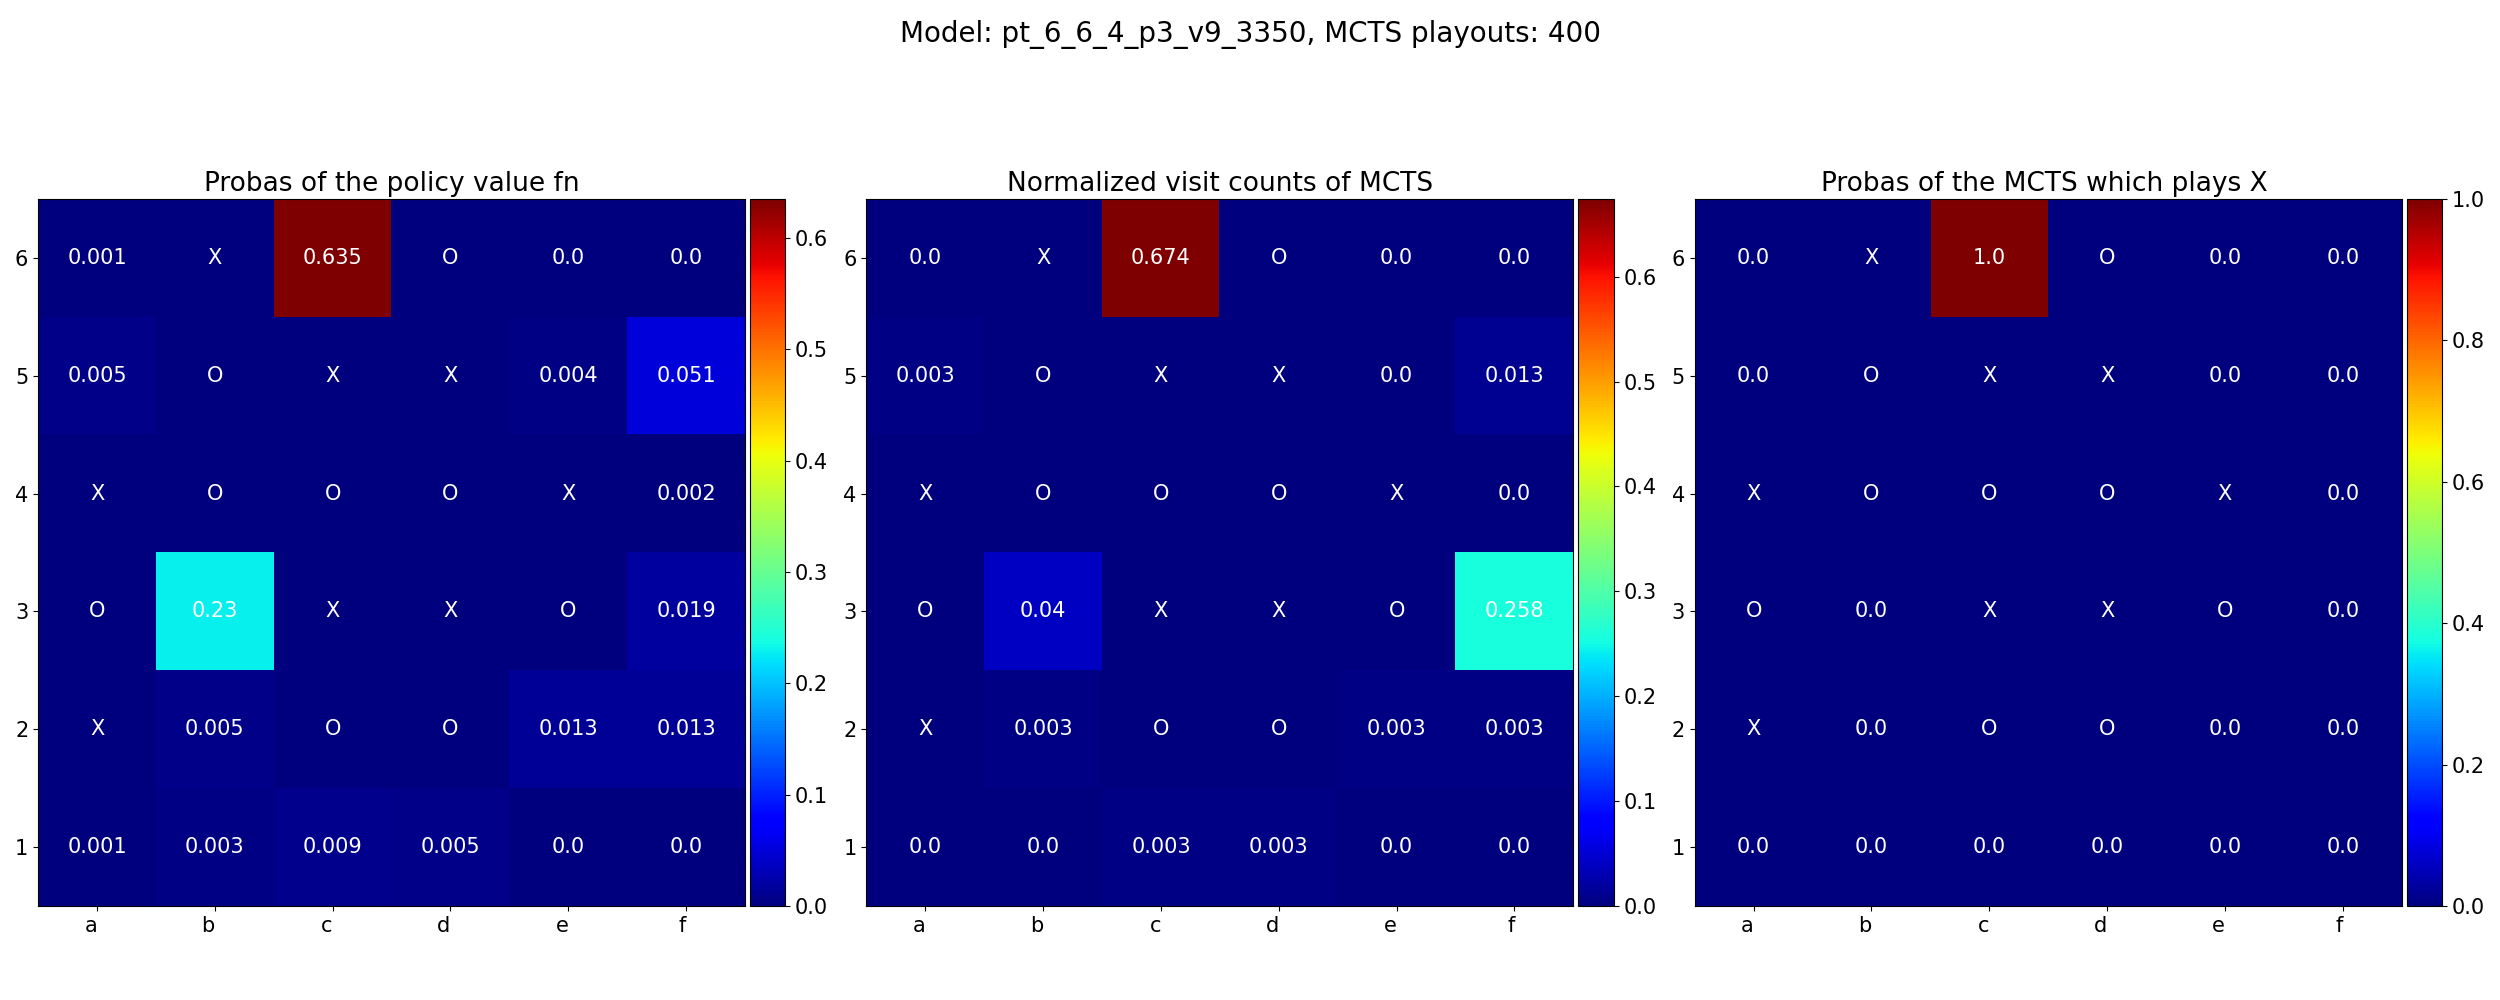 Model: pt_6_6_4_p3_v9_3350, MCTS playouts: 400
Probas of the policy value fn
6 0.001 X 0.635 O 0.0 0.0
5 0.005 O X X 0.004 0.051
4 X O O O X 0.002
3 O 0.23 X X O 0.019
2 X 0.005 O O 0.013 0.013
1 0.001 0.003 0.009 0.005 0.0 0.0
a b c d e f
0.6
0.5
0.4
0.3
0.2
0.1
0.0
Normalized visit counts of MCTS
6 0.0 X 0.674 O 0.0 0.0
5 0.003 O X X 0.0 0.013
4 X O O O X 0.0
3 O 0.04 X X O 0.258
2 X 0.003 O O 0.003 0.003
1 0.0 0.0 0.003 0.003 0.0 0.0
a b c d e f
0.6
0.5
0.4
0.3
0.2
0.1
0.0
Probas of the MCTS which plays X
6 0.0 X 1.0 O 0.0 0.0
5 0.0 O X X 0.0 0.0
4 X O O O X 0.0
3 O 0.0 X X O 0.0
2 X 0.0 O O 0.0 0.0
1 0.0 0.0 0.0 0.0 0.0 0.0
a b c d e f
1.0
0.8
0.6
0.4
0.2
0.0